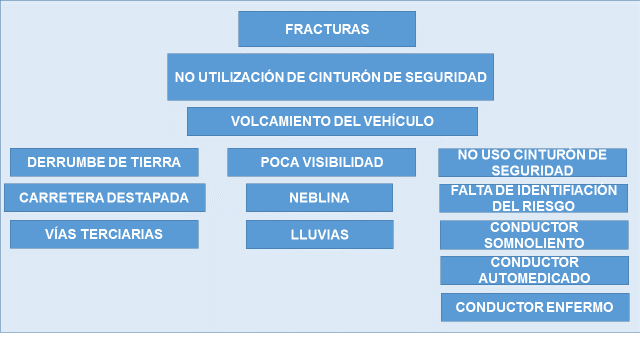 FRACTURAS
NO UTILIZACIÓN DE CINTURÓN DE SEGURIDAD
VOLCAMIENTO DEL VEHÍCULO
DERRUMBE DE TIERRA
CARRETERA DESTAPADA
VÍAS TERCIARIAS
POCA VISIBILIDAD
NEBLINA
LLUVIAS
NO USO CINTURÓN DE
SEGURIDAD
FALTA DE IDENTIFIACIÓN
DEL RIESGO
CONDUCTOR
SOMNOLIENTO
CONDUCTOR
AUTOMEDICADO
CONDUCTOR ENFERMO